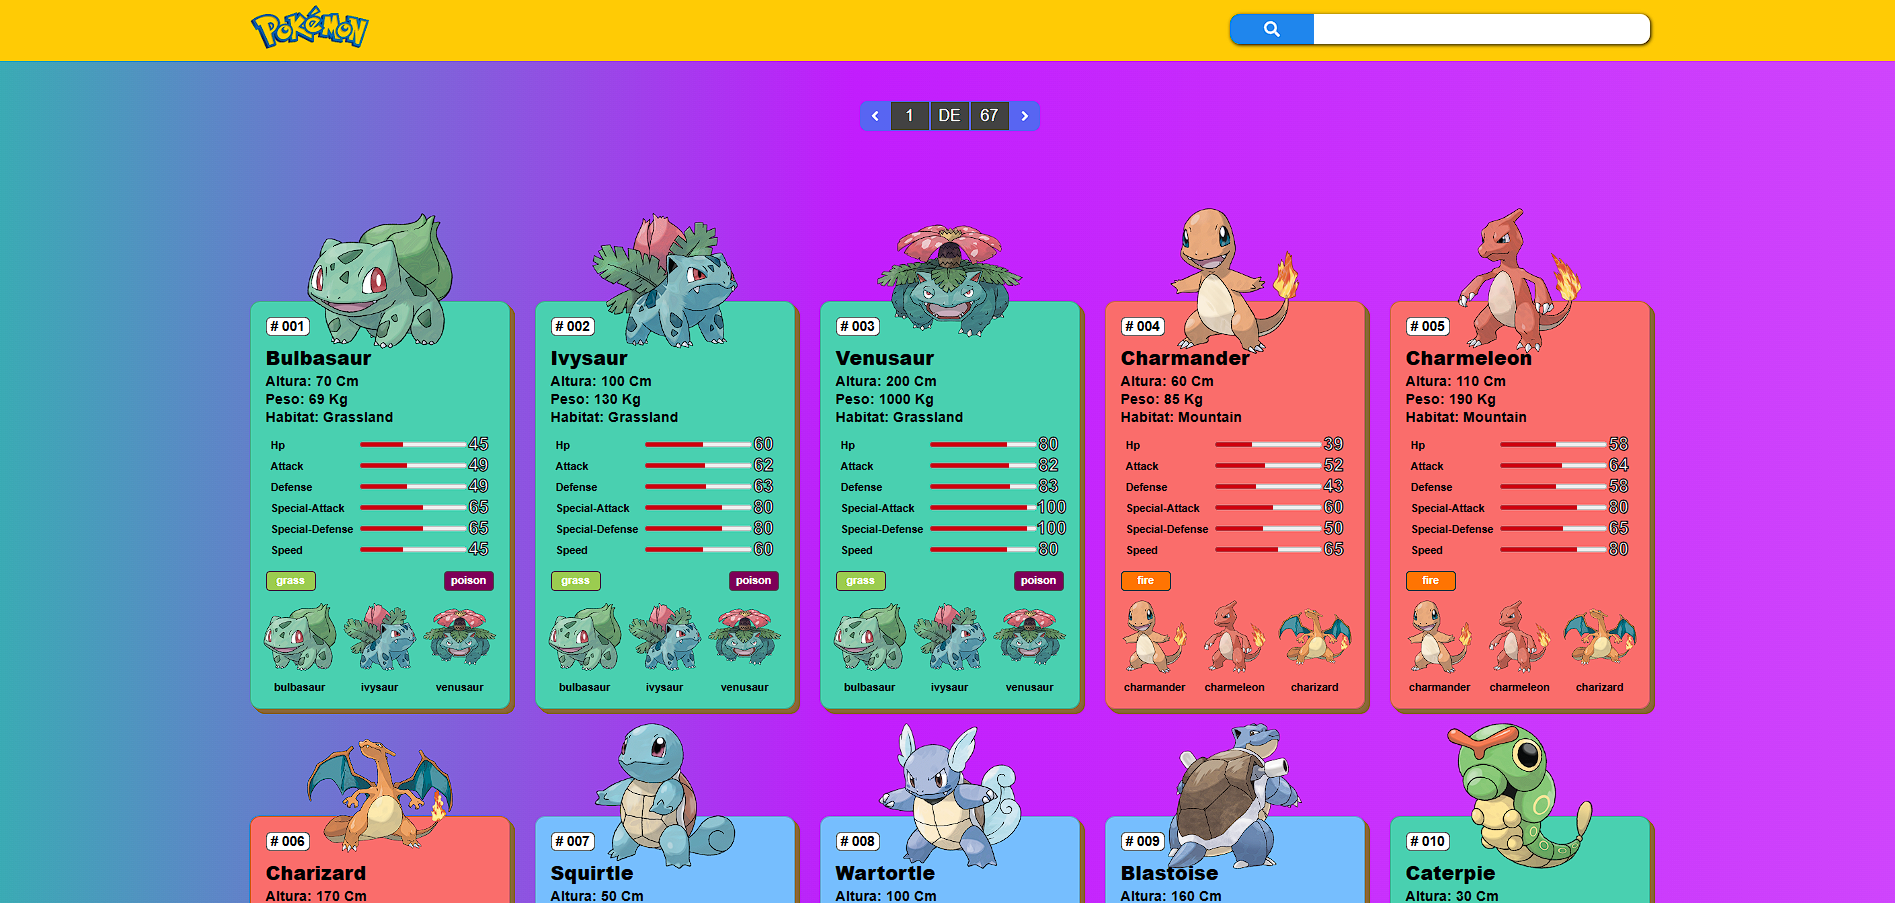 POKéMON
1 DE 67
# 001
Bulbasaur
Altura: 70 Cm
Peso: 69 Kg
Habitat: Grassland
Hp 45
Attack 49
Defense 49
Special-Attack 65
Special-Defense 65
Speed 45
grass poison
bulbasaur ivysaur venusaur
# 002
Ivysaur
Altura: 100 Cm
Peso: 130 Kg
Habitat: Grassland
Hp 60
Attack 62
Defense 63
Special-Attack 80
Special-Defense 80
Speed 60
grass poison
bulbasaur ivysaur venusaur
# 003
Venusaur
Altura: 200 Cm
Peso: 1000 Kg
Habitat: Grassland
Hp 80
Attack 82
Defense 83
Special-Attack 100
Special-Defense 100
Speed 80
grass poison
bulbasaur ivysaur venusaur
# 004
Charmander
Altura: 60 Cm
Peso: 85 Kg
Habitat: Mountain
Hp 39
Attack 52
Defense 43
Special-Attack 60
Special-Defense 50
Speed 65
fire
charmander charmeleon charizard
# 005
Charmeleon
Altura: 110 Cm
Peso: 190 Kg
Habitat: Mountain
Hp 58
Attack 64
Defense 58
Special-Attack 80
Special-Defense 65
Speed 80
fire
charmander charmeleon charizard
# 006
Charizard
Altura: 170 Cm
# 007
Squirtle
Altura: 50 Cm
# 008
Wartortle
Altura: 100 Cm
# 009
Blastoise
Altura: 160 Cm
# 010
Caterpie
Altura: 30 Cm